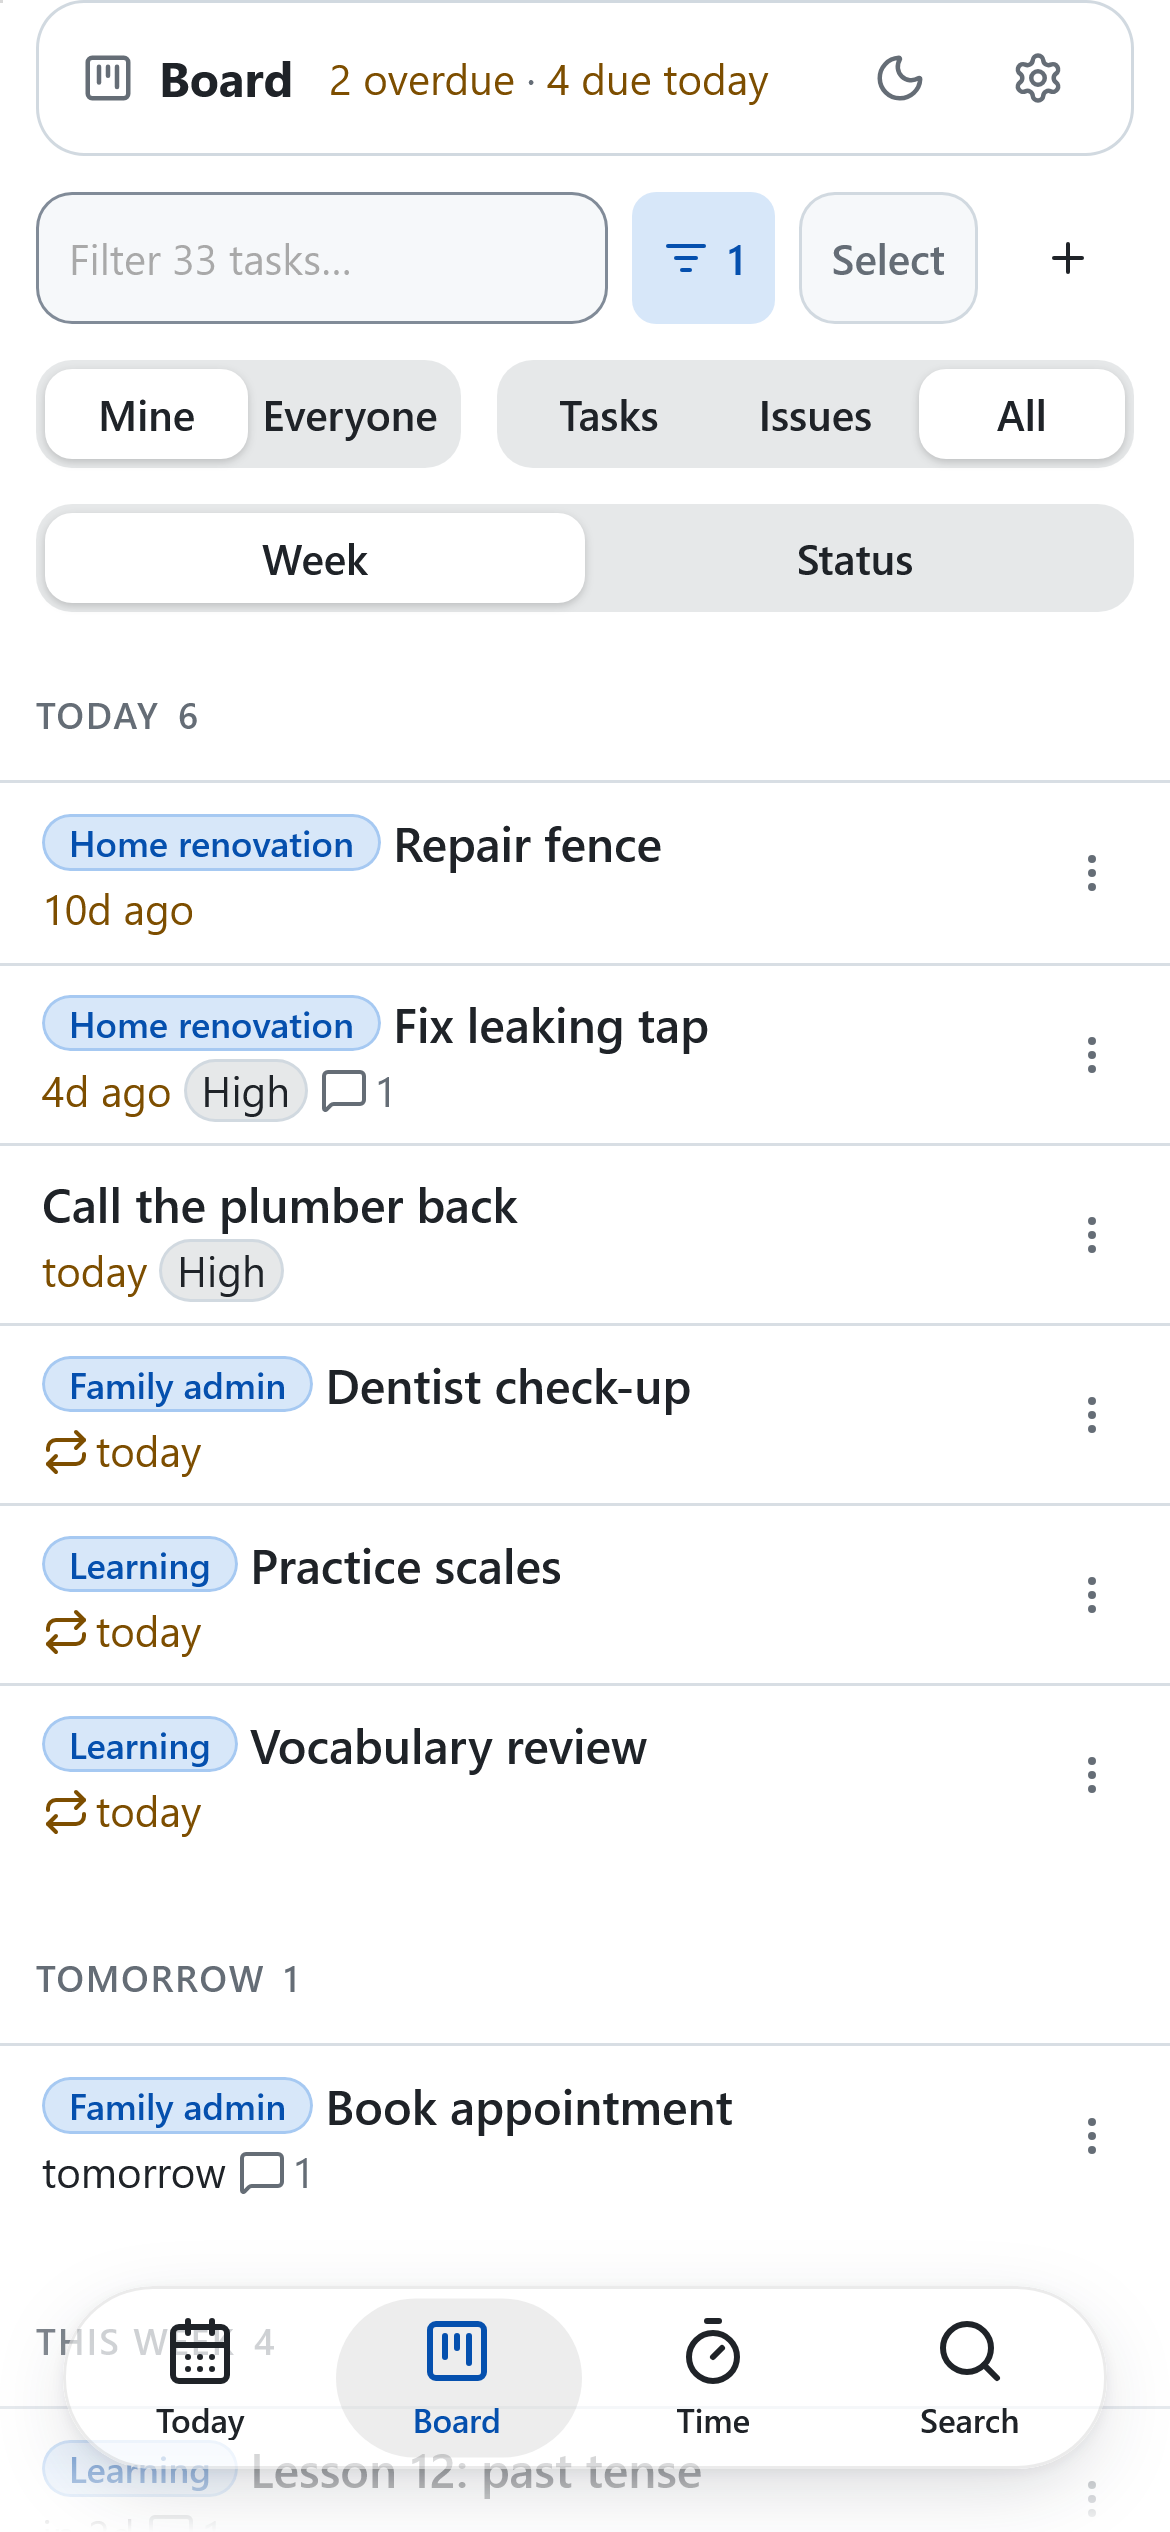 Board 2 overdue · 4 due today
Filter 33 tasks...
1
Select
Mine Everyone Tasks Issues All
Week Status
TODAY 6
Home renovation Repair fence
10d ago
Home renovation Fix leaking tap
4d ago High 1
Call the plumber back
today High
Family admin Dentist check-up
today
Learning Practice scales
today
Learning Vocabulary review
today
TOMORROW 1
Family admin Book appointment
tomorrow 1
THIS WEEK 4
Today Board Time Search
Learning Lesson 12: past tense